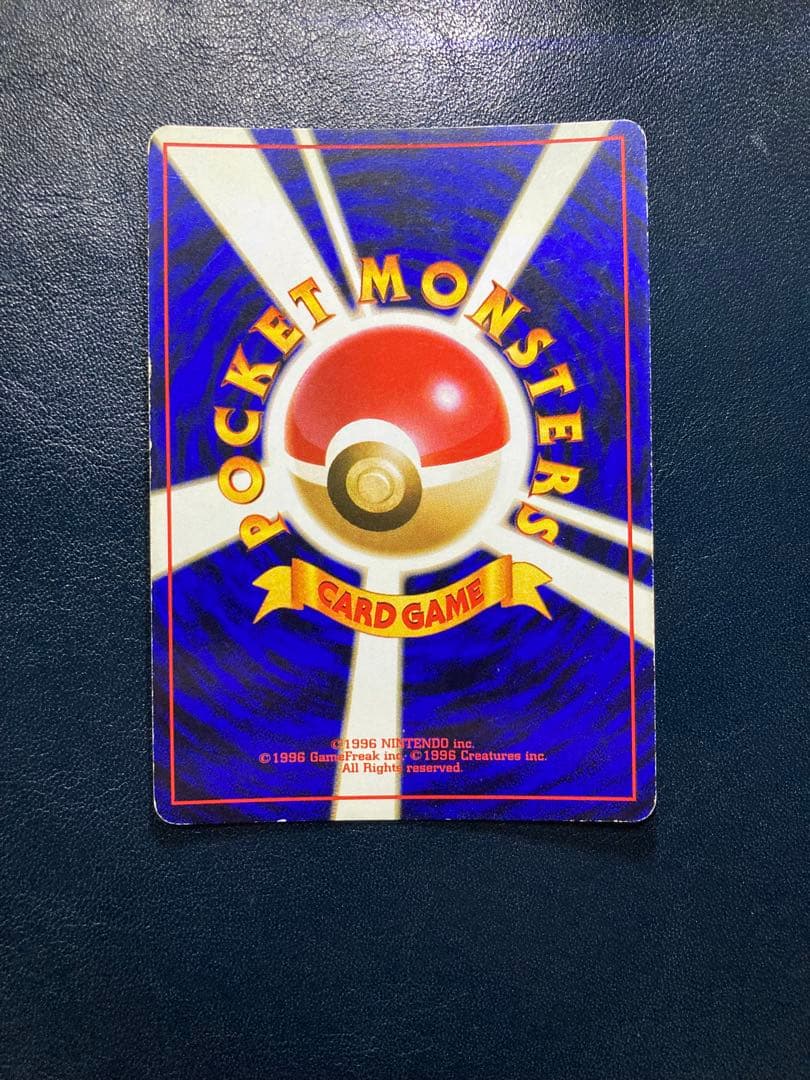 POCKET MONSTERS
CARD GAME
©1996 NINTENDO inc.
©1996 GameFreak inc. ©1996 Creatures inc.
All Rights reserved.